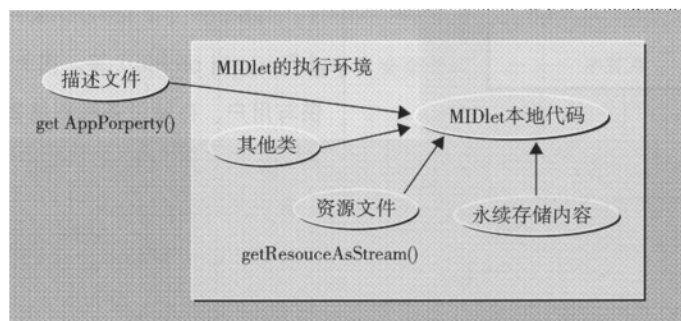 MIDlet的执行环境
描述文件
get AppPorperty()
MIDlet本地代码
其他类
资源文件
永续存储内容
getResouceAsStream()